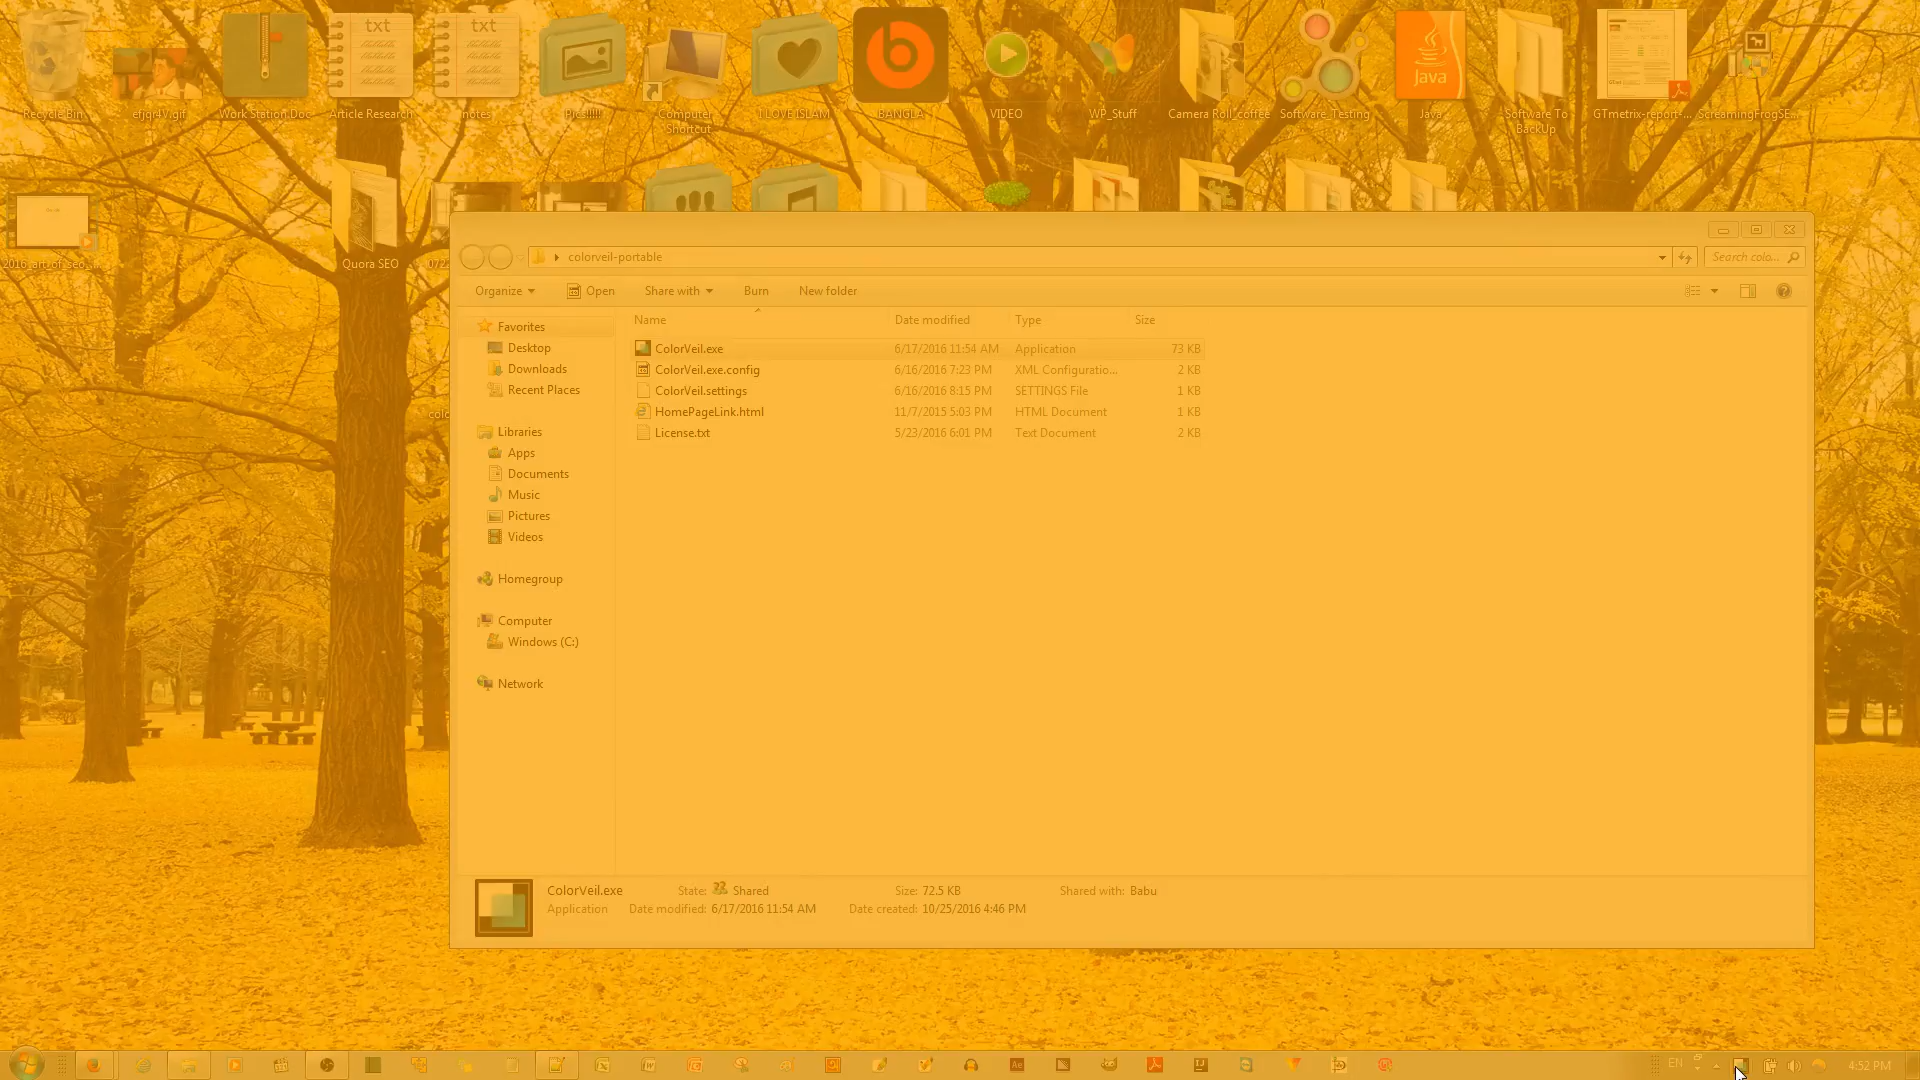 txt
txt
Java
Recycle Bin
efjqr4V.gif
Work Station Doc
Article Research
notes
Pics!!!!!
Computer
Shortcut
I LOVE ISLAM
BANGLA
VIDEO
WP_Stuff
Camera Roll_coffee
Software_Testing
Java
Software To
BackUp
GTmetrix-report-...
ScreamingFrogSE...
2016_art-of-seo_...
Quora SEO
072
colo
colorveil-portable
Search colo...
Organize
Open
Share with
Burn
New folder
Name
Date modified
Type
Size
Favorites
Desktop
Downloads
Recent Places
Libraries
Apps
Documents
Music
Pictures
Videos
Homegroup
Computer
Windows (C:)
Network
ColorVeil.exe 6/17/2016 11:54 AM Application 73 KB
ColorVeil.exe.config 6/16/2016 7:23 PM XML Configuratio... 2 KB
ColorVeil.settings 6/16/2016 8:15 PM SETTINGS File 1 KB
HomePageLink.html 11/7/2015 5:03 PM HTML Document 1 KB
License.txt 5/23/2016 6:01 PM Text Document 2 KB
ColorVeil.exe State: Shared Size: 72.5 KB Shared with: Babu
Application Date modified: 6/17/2016 11:54 AM Date created: 10/25/2016 4:46 PM
EN
4:52 PM